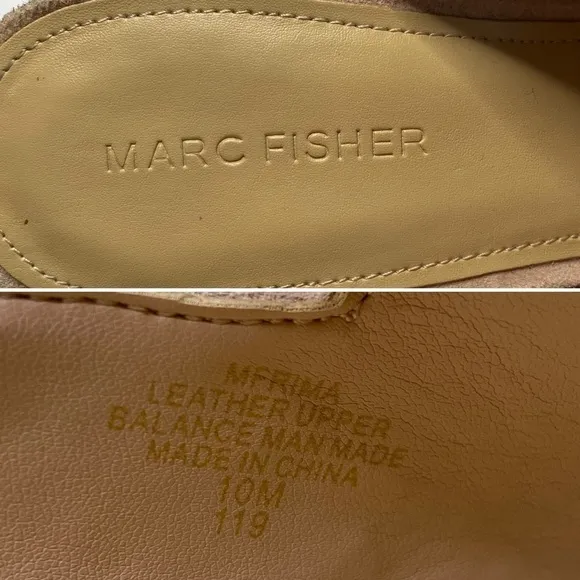 MARC FISHER
MFRIMA
LEATHER UPPER
BALANCE MAN MADE
MADE IN CHINA
10M
119